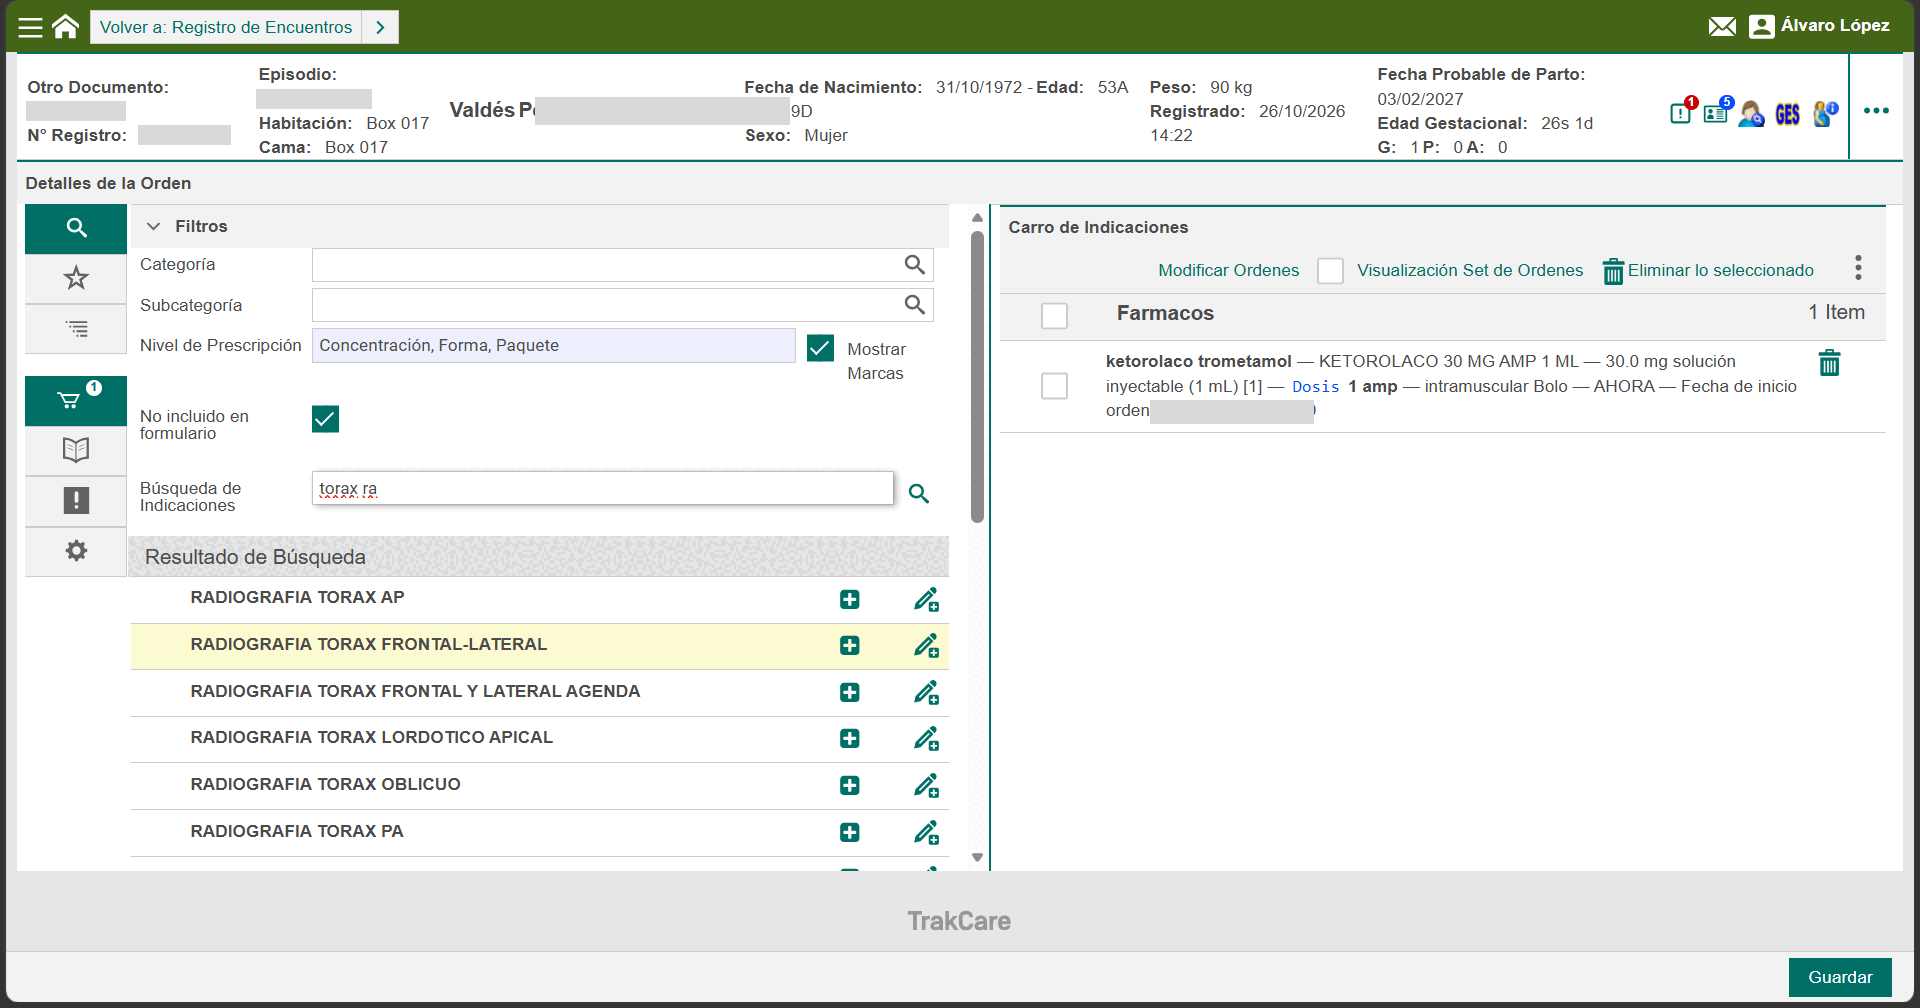 Volver a: Registro de Encuentros
Álvaro López
Otro Documento:
N° Registro:
Episodio:
Habitación: Box 017
Cama: Box 017
Valdés
9D
Fecha de Nacimiento: 31/10/1972 - Edad: 53A
Sexo: Mujer
Peso: 90 kg
Registrado: 26/10/2026
14:22
Fecha Probable de Parto:
03/02/2027
Edad Gestacional: 26s 1d
G: 1 P: 0 A: 0
1
5
GES
Detalles de la Orden
Filtros
Categoría
Subcategoría
Nivel de Prescripción Concentración, Forma, Paquete
Mostrar
Marcas
No incluido en
formulario
Búsqueda de
Indicaciones
torax ra
1
Resultado de Búsqueda
RADIOGRAFIA TORAX AP
RADIOGRAFIA TORAX FRONTAL-LATERAL
RADIOGRAFIA TORAX FRONTAL Y LATERAL AGENDA
RADIOGRAFIA TORAX LORDOTICO APICAL
RADIOGRAFIA TORAX OBLICUO
RADIOGRAFIA TORAX PA
Carro de Indicaciones
Modificar Ordenes Visualización Set de Ordenes Eliminar lo seleccionado
Farmacos 1 Item
ketorolaco trometamol — KETOROLACO 30 MG AMP 1 ML — 30.0 mg solución
inyectable (1 mL) [1] — Dosis 1 amp — intramuscular Bolo — AHORA — Fecha de inicio
orden
TrakCare
Guardar